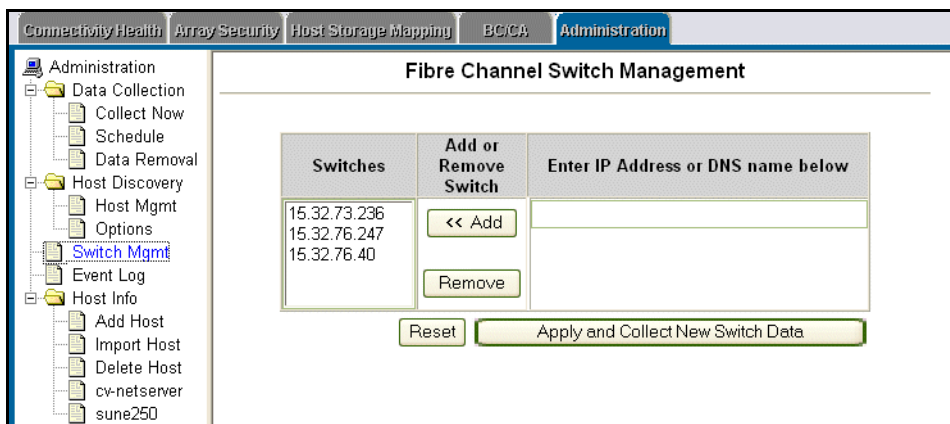 Connectivity Health Array Security Host Storage Mapping BC/CA Administration
Administration
Data Collection
Collect Now
Schedule
Data Removal
Host Discovery
Host Mgmt
Options
Switch Mgmt
Event Log
Host Info
Add Host
Import Host
Delete Host
cv-netserver
sune250
Fibre Channel Switch Management
Switches
Add or
Remove
Switch
Enter IP Address or DNS name below
15.32.73.236
15.32.76.247
15.32.76.40
<< Add
Remove
Reset
Apply and Collect New Switch Data